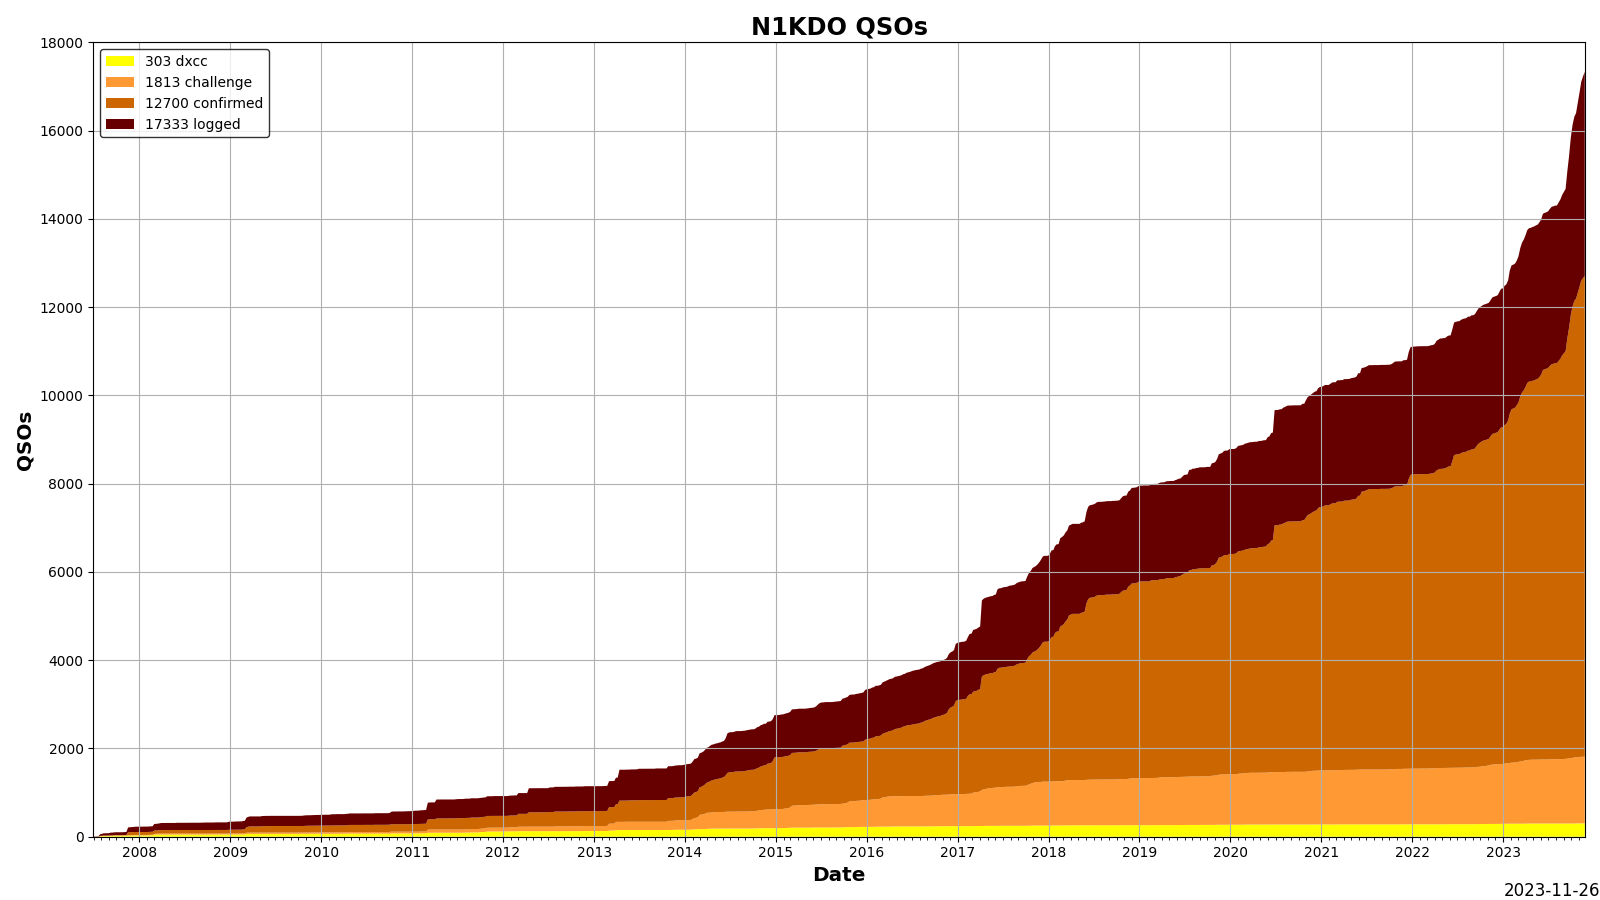 N1KDO QSOs
18000
303 dxcc
1813 challenge
12700 confirmed
17333 logged
16000
14000
12000
10000
8000
6000
4000
2000
0
QSOs
2008 2009 2010 2011 2012 2013 2014 2015 2016 2017 2018 2019 2020 2021 2022 2023
Date
2023-11-26